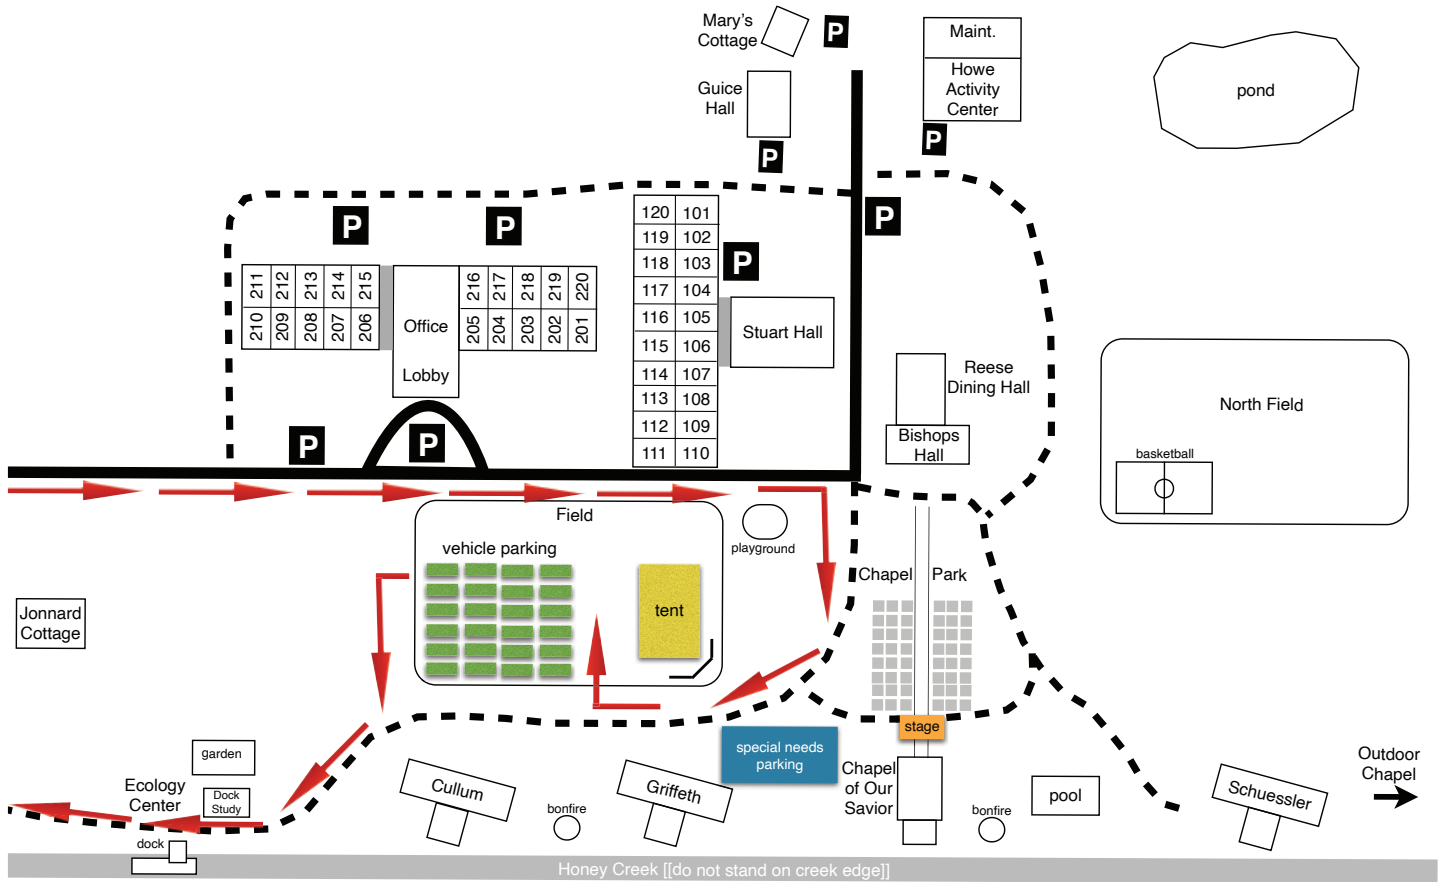 Mary's
Cottage
P
Maint.
Howe
Activity
Center
Guice
Hall
pond
P
P
P
P
P
120 101
119 102
118 103
117 104
116 105
115 106
114 107
113 108
112 109
111 110
P
211 212 213 214 215
210 209 208 207 206
Office
Lobby
216 217 218 219 220
205 204 203 202 201
Stuart Hall
Reese
Dining Hall
Bishops
Hall
North Field
basketball
P
P
Field
vehicle parking
playground
tent
Chapel Park
Jonnard
Cottage
stage
special needs
parking
garden
Ecology
Center
Dock
Study
dock
Cullum
bonfire
Griffeth
Chapel
of Our
Savior
bonfire
pool
Schuessler
Outdoor
Chapel
Honey Creek [[do not stand on creek edge]]